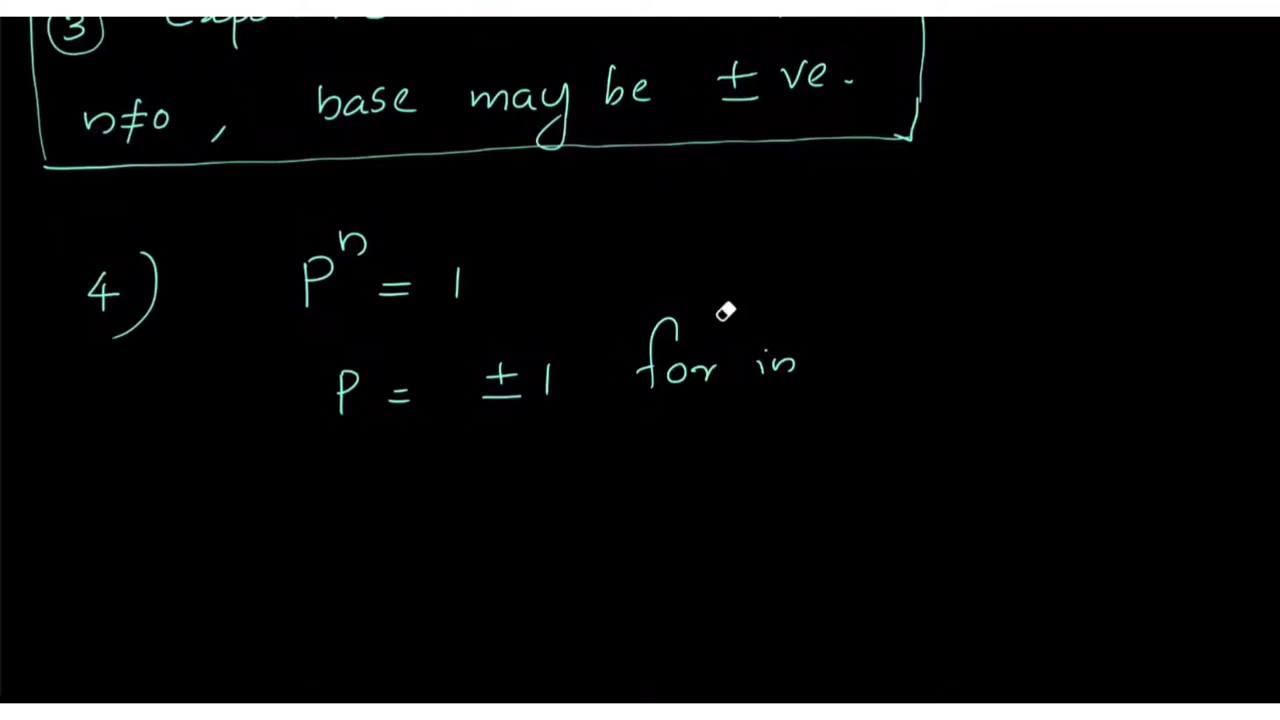 ③
n≠0 , base may be ± ve.
4) Pⁿ = 1
P = ± 1 for in